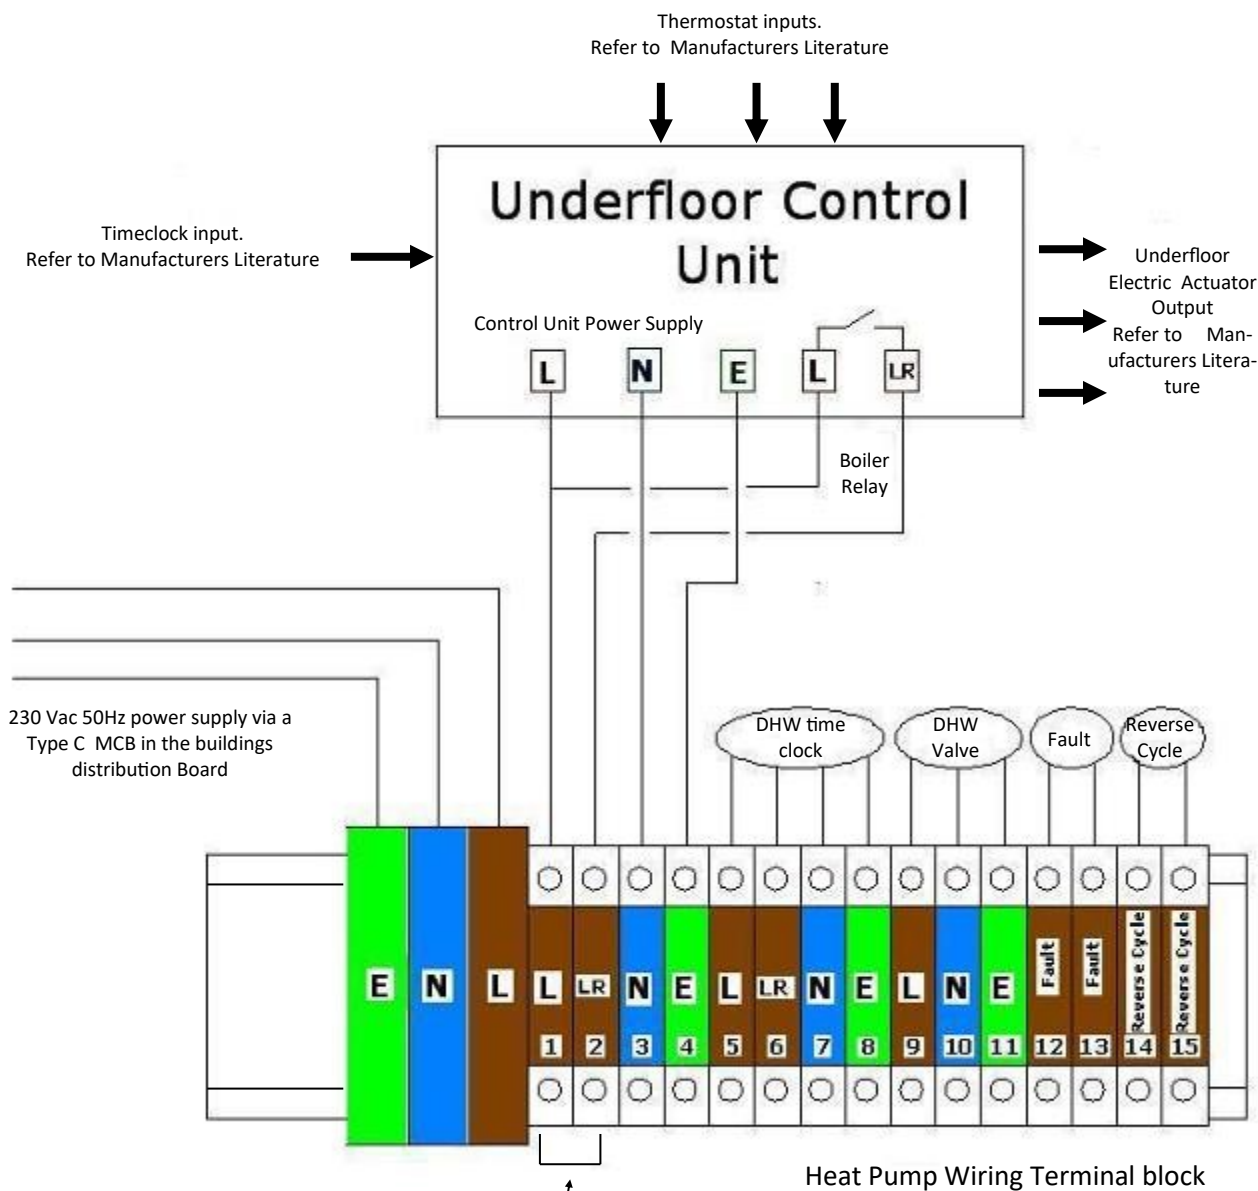 Thermostat inputs.
Refer to Manufacturers Literature
Underfloor Control
Unit
Timeclock input.
Refer to Manufacturers Literature
Underfloor
Electric Actuator
Output
Refer to Man-
ufacturers Litera-
ture
Control Unit Power Supply
L N E L LR
Boiler
Relay
230 Vac 50Hz power supply via a
Type C MCB in the buildings
distribution Board
DHW time
clock
DHW
Valve
Fault
Reverse
Cycle
E N L L LR N E L LR N E L N E Fault Fault Reverse Cycle Reverse Cycle
1 2 3 4 5 6 7 8 9 10 11 12 13 14 15
Heat Pump Wiring Terminal block